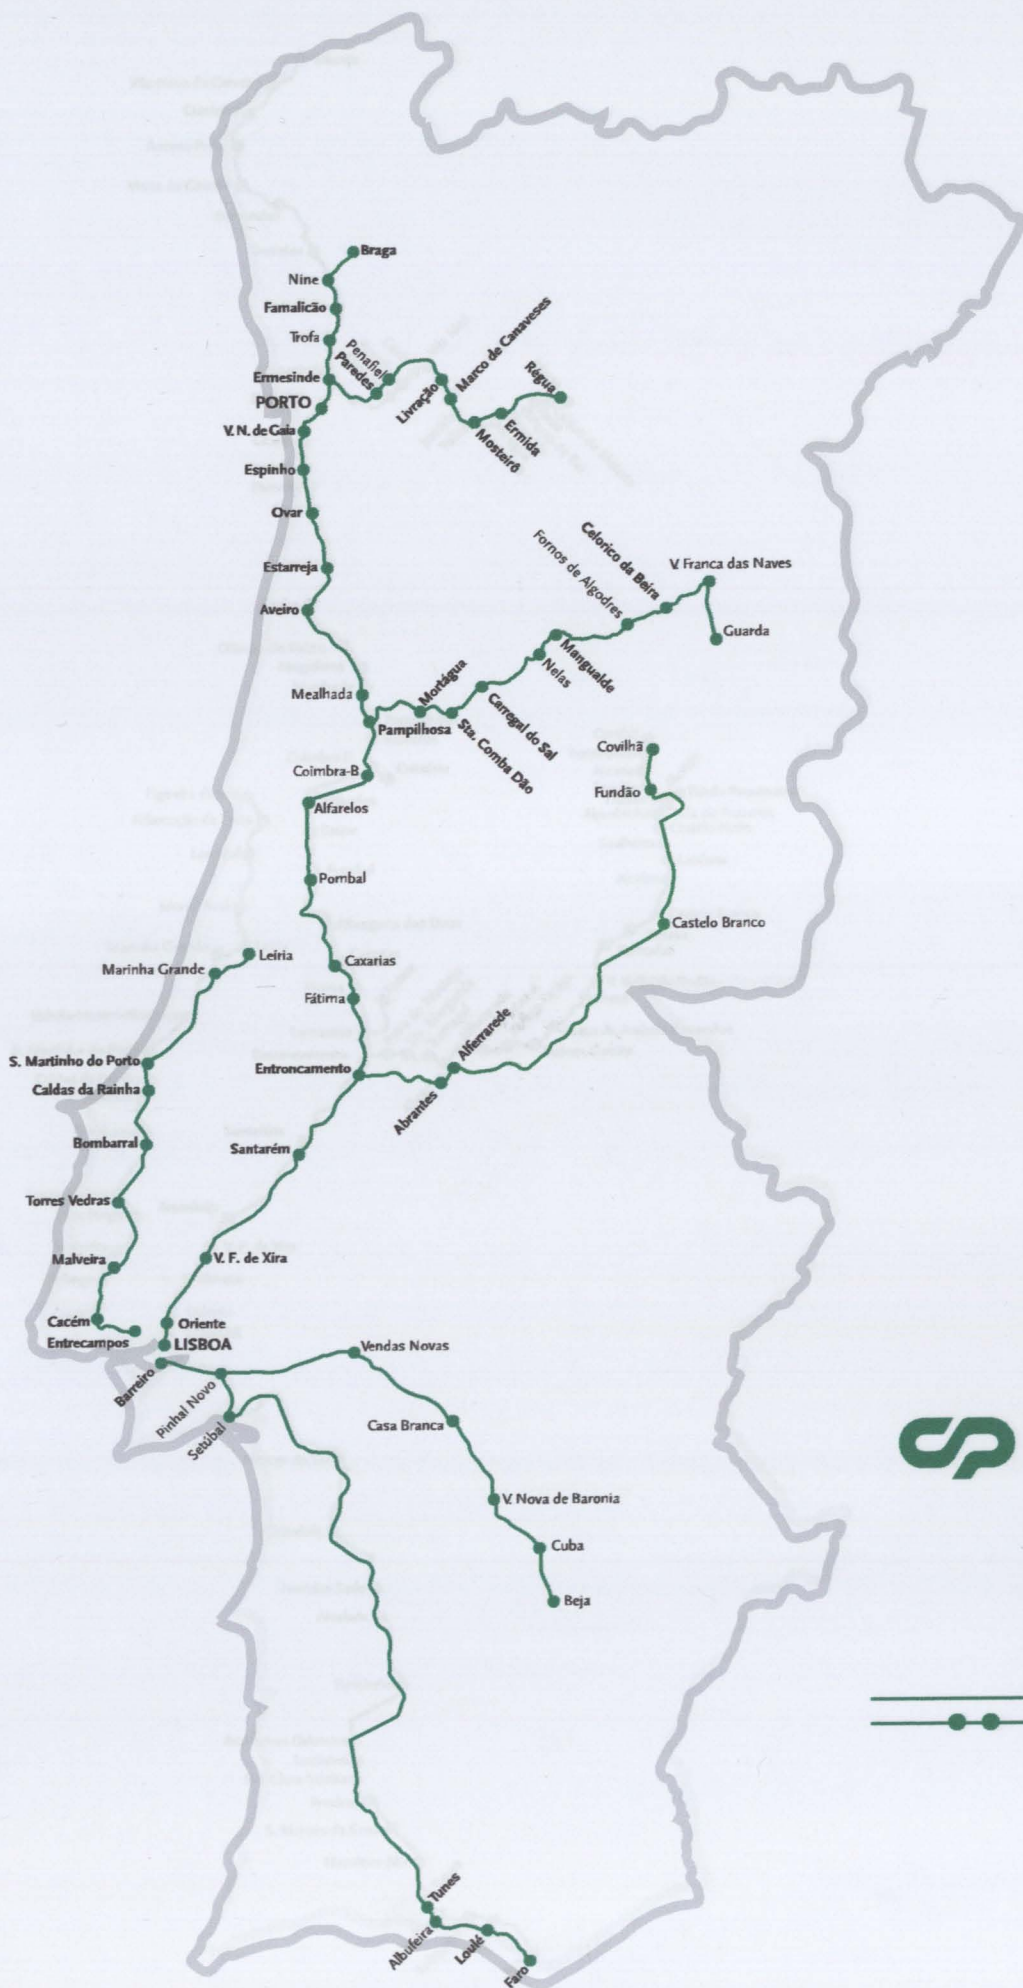 Braga
Nine
Famalicão
Trofa
Ermesinde
Penafiel
Paredes
PORTO
Livração
Marco de Canaveses
Mosteirô
Ermida
Régua
V. N. de Gaia
Espinho
Ovar
Estarreja
Aveiro
Mealhada
Pampilhosa
Mortágua
Sta. Comba Dão
Carregal do Sal
Nelas
Mangualde
Fornos de Algodres
Celorico da Beira
V. Franca das Naves
Guarda
Coimbra-B
Alfarelos
Pombal
Caxarias
Fátima
Entroncamento
Abrantes
Alferrarede
Castelo Branco
Fundão
Covilhã
Leíria
Marinha Grande
S. Martinho do Porto
Caldas da Rainha
Bombarral
Torres Vedras
Malveira
Cacém
Entrecampos
Santarém
V. F. de Xira
Oriente
LISBOA
Barreiro
Pinhal Novo
Setúbal
Vendas Novas
Casa Branca
V. Nova de Baronia
Cuba
Beja
CP
Tunes
Albufeira
Loulé
Faro